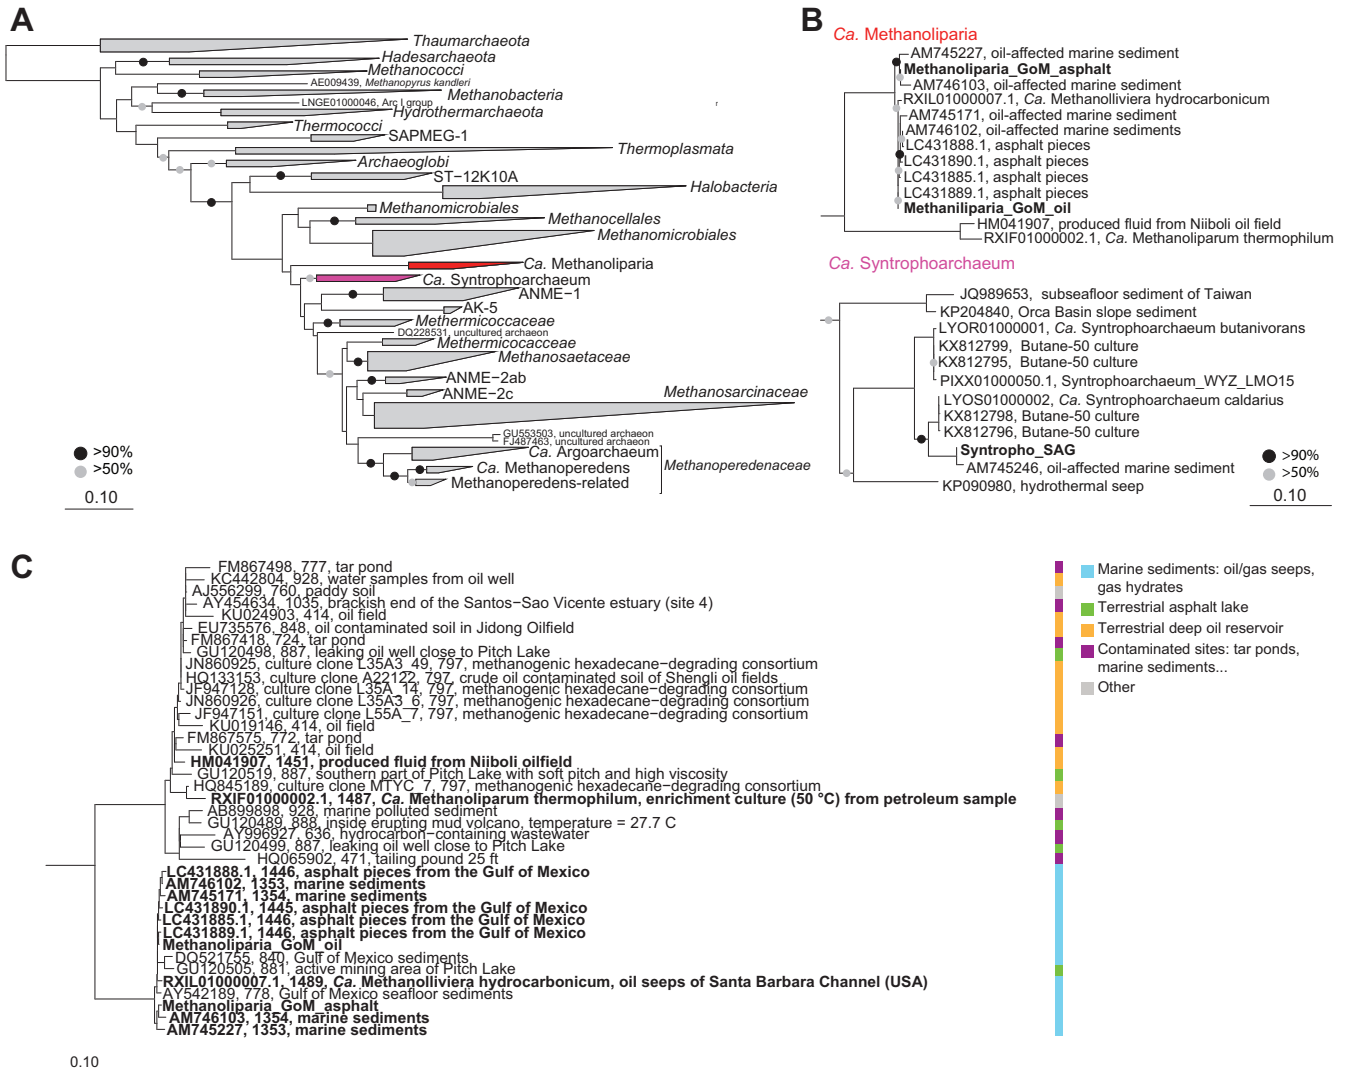 A
Thaumarchaeota
Hadesarchaeota
Methanococci
AE009439, Methanopyrus kandleri
Methanobacteria
LNGE01000046, Arc I group
Hydrothermarchaeota
Thermococci
SAPMEG-1
Thermoplasmata
Archaeoglobi
ST−12K10A
Halobacteria
Methanomicrobiales
Methanocellales
Methanomicrobiales
Ca. Methanoliparia
Ca. Syntrophoarchaeum
ANME−1
AK-5
Methermicoccaceae
DQ228531, uncultured archaeon
Methermicocacceae
Methanosaetaceae
ANME−2ab
ANME−2c
Methanosarcinaceae
GU553503, uncultured archaeon
FJ487463, uncultured archaeon
Ca. Argoarchaeum
Ca. Methanoperedens
Methanoperedens-related
Methanoperedenaceae
>90%
>50%
0.10
B
Ca. Methanoliparia
AM745227, oil-affected marine sediment
Methanoliparia_GoM_asphalt
AM746103, oil-affected marine sediment
RXIL01000007.1, Ca. Methanolliviera hydrocarbonicum
AM745171, oil-affected marine sediment
AM746102, oil-affected marine sediments
LC431888.1, asphalt pieces
LC431890.1, asphalt pieces
LC431885.1, asphalt pieces
LC431889.1, asphalt pieces
Methaniliparia_GoM_oil
HM041907, produced fluid from Niiboli oil field
RXIF01000002.1, Ca. Methanoliparum thermophilum
Ca. Syntrophoarchaeum
JQ989653, subseafloor sediment of Taiwan
KP204840, Orca Basin slope sediment
LYOR01000001, Ca. Syntrophoarchaeum butanivorans
KX812799, Butane-50 culture
KX812795, Butane-50 culture
PIXX01000050.1, Syntrophoarchaeum_WYZ_LMO15
LYOS01000002, Ca. Syntrophoarchaeum caldarius
KX812798, Butane-50 culture
KX812796, Butane-50 culture
Syntropho_SAG
AM745246, oil-affected marine sediment
KP090980, hydrothermal seep
>90%
>50%
0.10
C
FM867498, 777, tar pond
KC442804, 928, water samples from oil well
AJ556299, 760, paddy soil
AY454634, 1035, brackish end of the Santos−Sao Vicente estuary (site 4)
KU024903, 414, oil field
EU735576, 848, oil contaminated soil in Jidong Oilfield
FM867418, 724, tar pond
GU120498, 887, leaking oil well close to Pitch Lake
JN860925, culture clone L35A3_49, 797, methanogenic hexadecane−degrading consortium
HQ133153, culture clone A22122, 797, crude oil contaminated soil of Shengli oil fields
JF947128, culture clone L35A_14, 797, methanogenic hexadecane−degrading consortium
JN860926, culture clone L35A3_6, 797, methanogenic hexadecane−degrading consortium
JF947151, culture clone L55A_7, 797, methanogenic hexadecane−degrading consortium
KU019146, 414, oil field
FM867575, 772, tar pond
KU025251, 414, oil field
HM041907, 1451, produced fluid from Niiboli oilfield
GU120519, 887, southern part of Pitch Lake with soft pitch and high viscosity
HQ845189, culture clone MTYC_7, 797, methanogenic hexadecane−degrading consortium
RXIF01000002.1, 1487, Ca. Methanoliparum thermophilum, enrichment culture (50 °C) from petroleum sample
AB899898, 928, marine polluted sediment
GU120489, 888, inside erupting mud volcano, temperature = 27.7 C
AY996927, 636, hydrocarbon−containing wastewater
GU120499, 887, leaking oil well close to Pitch Lake
HQ065902, 471, tailing pound 25 ft
LC431888.1, 1446, asphalt pieces from the Gulf of Mexico
AM746102, 1353, marine sediments
AM745171, 1354, marine sediments
LC431890.1, 1445, asphalt pieces from the Gulf of Mexico
LC431885.1, 1446, asphalt pieces from the Gulf of Mexico
LC431889.1, 1446, asphalt pieces from the Gulf of Mexico
Methanoliparia_GoM_oil
DQ521755, 840, Gulf of Mexico sediments
GU120505, 881, active mining area of Pitch Lake
RXIL01000007.1, 1489, Ca. Methanolliviera hydrocarbonicum, oil seeps of Santa Barbara Channel (USA)
AY542189, 778, Gulf of Mexico seafloor sediments
Methanoliparia_GoM_asphalt
AM746103, 1354, marine sediments
AM745227, 1353, marine sediments
0.10
Marine sediments: oil/gas seeps,
gas hydrates
Terrestrial asphalt lake
Terrestrial deep oil reservoir
Contaminated sites: tar ponds,
marine sediments...
Other